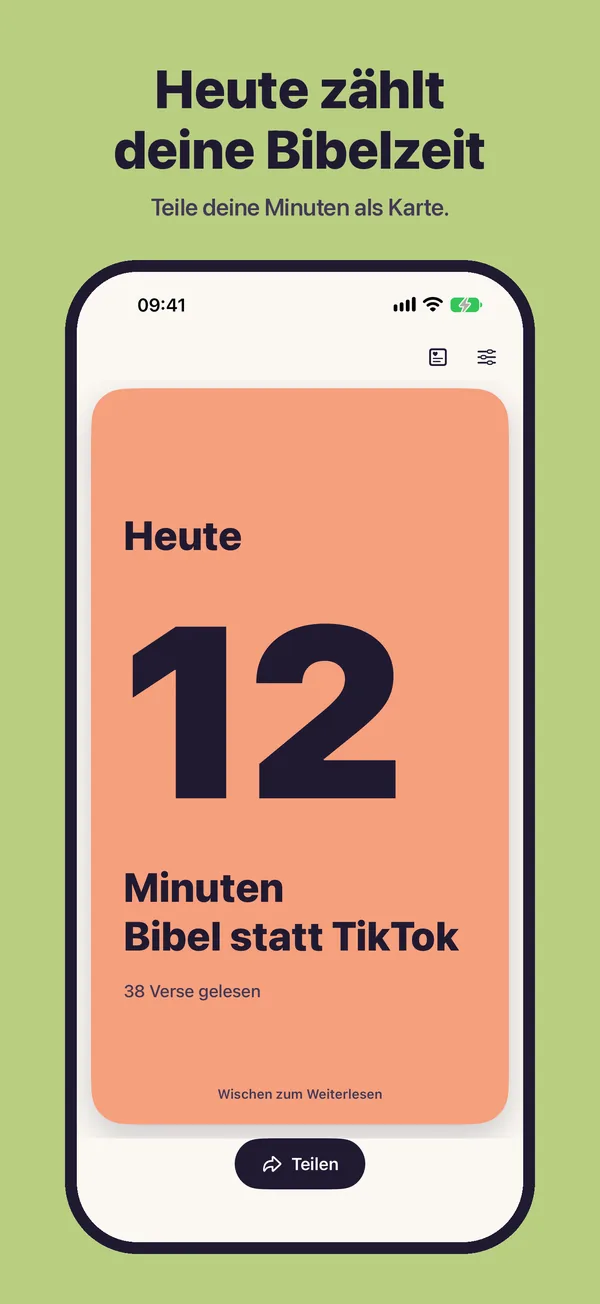 Heute zählt
deine Bibelzeit
Teile deine Minuten als Karte.
09:41
Heute
12
Minuten
Bibel statt TikTok
38 Verse gelesen
Wischen zum Weiterlesen
Teilen